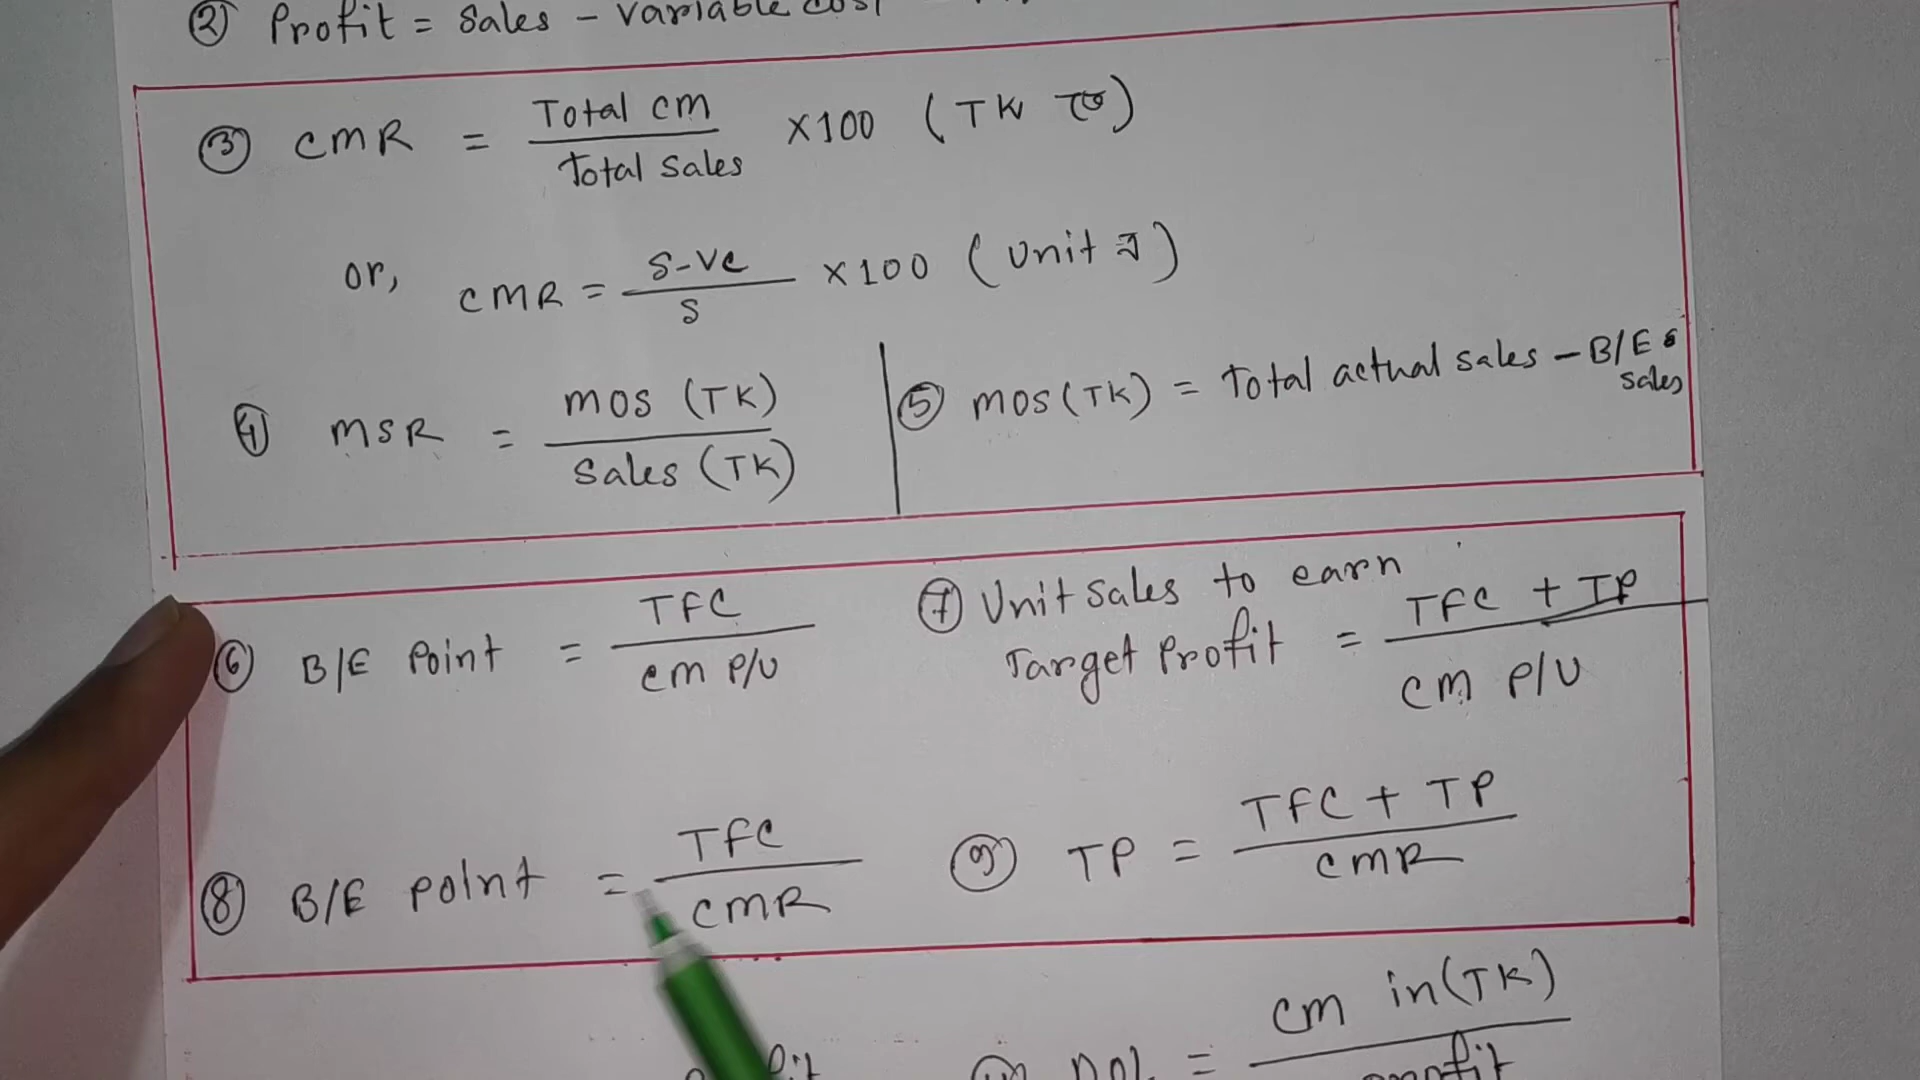 ② Profit = Sales - Variable cost -
③ CMR = Total CM / Total Sales × 100 (TK তে)
or, CMR = S-VC / S × 100 (Unit এ)
④ MSR = MOS (TK) / Sales (TK)
⑤ MOS (TK) = Total actual sales - B/E sales
⑥ B/E Point = TFC / CM P/U
⑦ Unit Sales to earn Target Profit = TFC + TP / CM P/U
⑧ B/E Point = TFC / CMR
⑨ TP = TFC + TP / CMR
= CM in (TK) / profit